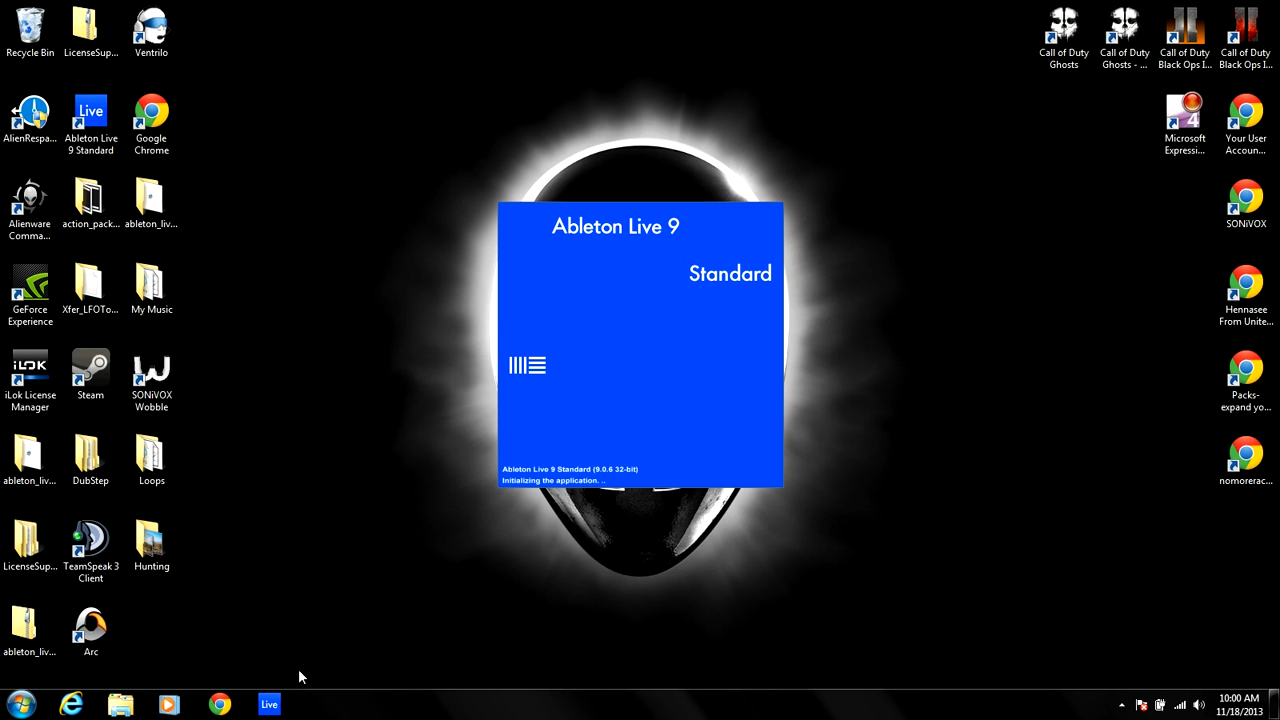 Recycle Bin
LicenseSup...
Ventrilo
AlienRespa...
Live
Ableton Live
9 Standard
Google
Chrome
Alienware
Comma...
action_pack...
ableton_liv...
GeForce
Experience
Xfer_LFOTo...
My Music
iLOK
iLok License
Manager
Steam
SONiVOX
Wobble
ableton_liv...
DubStep
Loops
LicenseSup...
TeamSpeak 3
Client
Hunting
ableton_liv...
Arc
Ableton Live 9
Standard
Ableton Live 9 Standard (9.0.6 32-bit)
Initializing the application. ..
Call of Duty
Ghosts
Call of Duty
Ghosts - ...
Call of Duty
Black Ops I...
Call of Duty
Black Ops I...
4
Microsoft
Expressi...
Your User
Accoun...
SONiVOX
Hennasee
From Unite...
Packs-
expand yo...
nomorerac...
Live
10:00 AM
11/18/2013